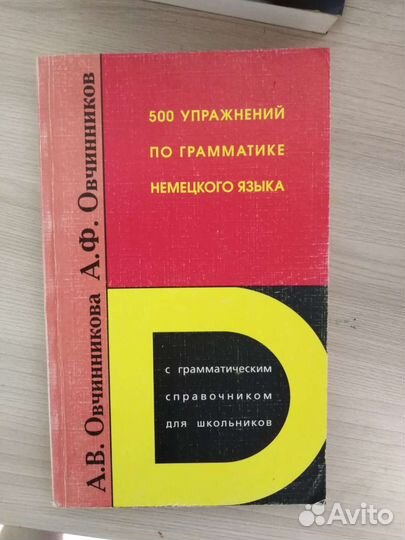 А.В. Овчинникова А.Ф. Овчинников
500 УПРАЖНЕНИЙ
ПО ГРАММАТИКЕ
НЕМЕЦКОГО ЯЗЫКА
D
с грамматическим
справочником
для школьников
Avito